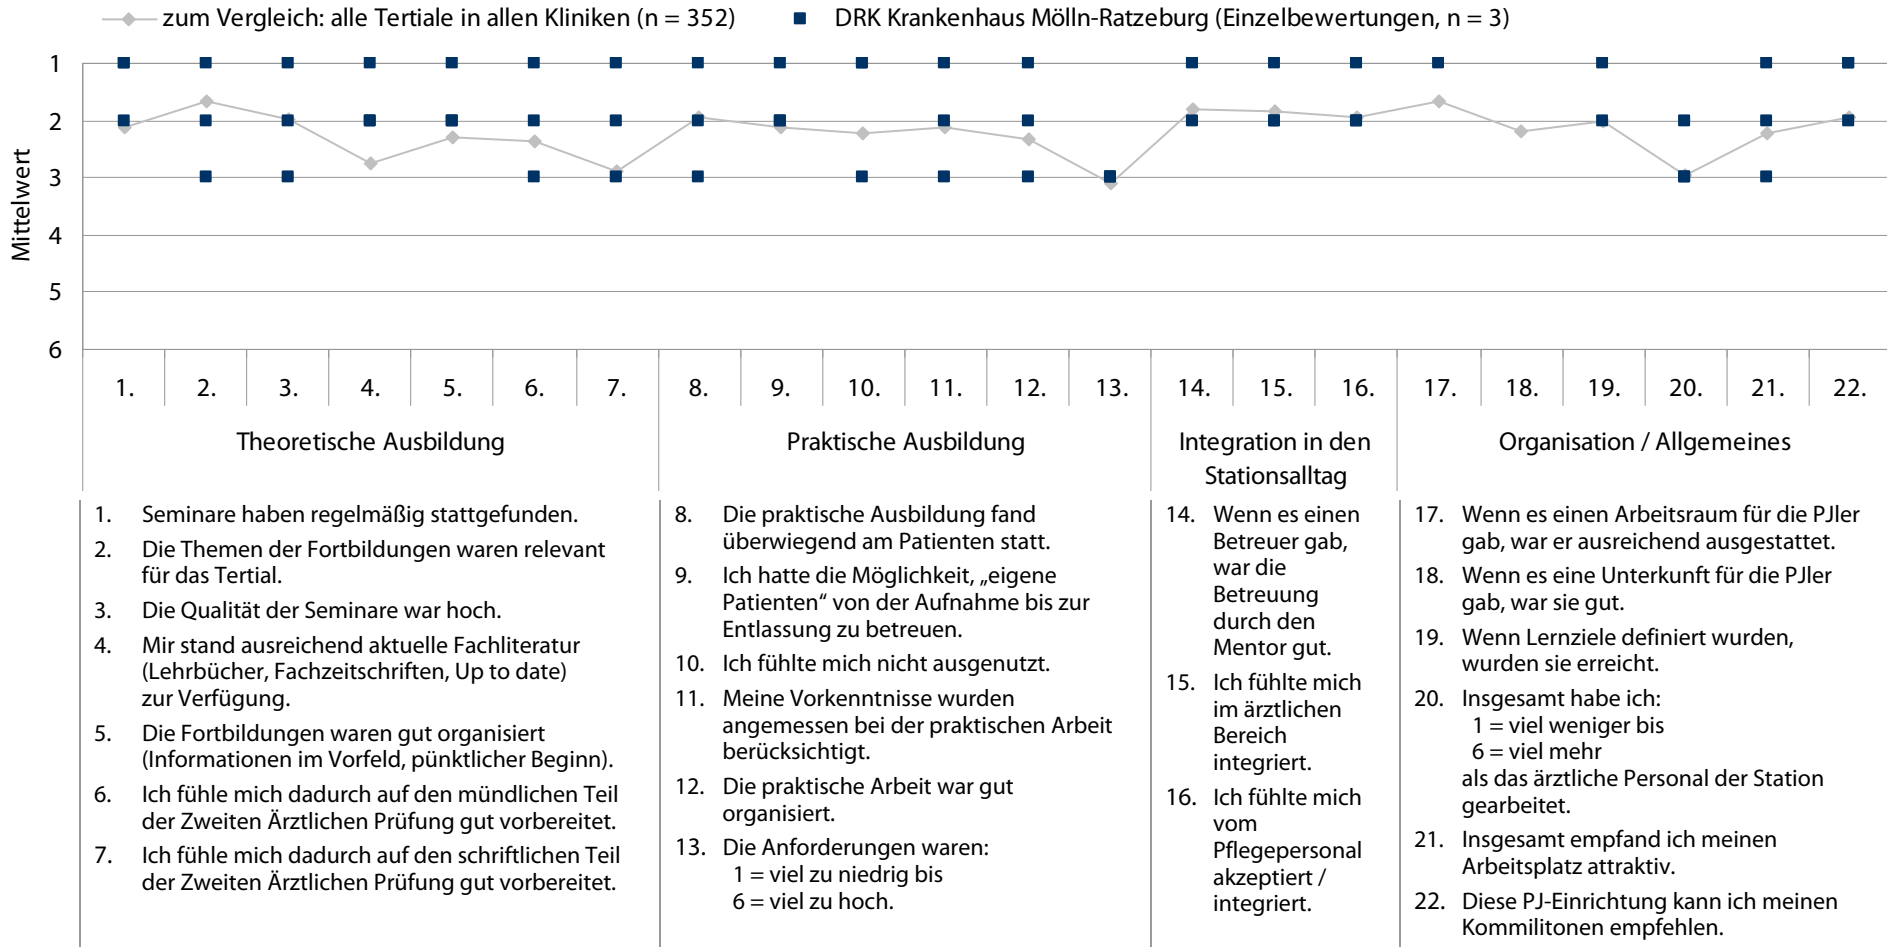 zum Vergleich: alle Tertiale in allen Kliniken (n = 352)
DRK Krankenhaus Mölln-Ratzeburg (Einzelbewertungen, n = 3)
Mittelwert
1
2
3
4
5
6
1. 2. 3. 4. 5. 6. 7. 8. 9. 10. 11. 12. 13. 14. 15. 16. 17. 18. 19. 20. 21. 22.
Theoretische Ausbildung
Praktische Ausbildung
Integration in den
Stationsalltag
Organisation / Allgemeines
1. Seminare haben regelmäßig stattgefunden.
2. Die Themen der Fortbildungen waren relevant
für das Tertial.
3. Die Qualität der Seminare war hoch.
4. Mir stand ausreichend aktuelle Fachliteratur
(Lehrbücher, Fachzeitschriften, Up to date)
zur Verfügung.
5. Die Fortbildungen waren gut organisiert
(Informationen im Vorfeld, pünktlicher Beginn).
6. Ich fühle mich dadurch auf den mündlichen Teil
der Zweiten Ärztlichen Prüfung gut vorbereitet.
7. Ich fühle mich dadurch auf den schriftlichen Teil
der Zweiten Ärztlichen Prüfung gut vorbereitet.
8. Die praktische Ausbildung fand
überwiegend am Patienten statt.
9. Ich hatte die Möglichkeit, „eigene
Patienten“ von der Aufnahme bis zur
Entlassung zu betreuen.
10. Ich fühlte mich nicht ausgenutzt.
11. Meine Vorkenntnisse wurden
angemessen bei der praktischen Arbeit
berücksichtigt.
12. Die praktische Arbeit war gut
organisiert.
13. Die Anforderungen waren:
1 = viel zu niedrig bis
6 = viel zu hoch.
14. Wenn es einen
Betreuer gab,
war die
Betreuung
durch den
Mentor gut.
15. Ich fühlte mich
im ärztlichen
Bereich
integriert.
16. Ich fühlte mich
vom
Pflegepersonal
akzeptiert /
integriert.
17. Wenn es einen Arbeitsraum für die PJler
gab, war er ausreichend ausgestattet.
18. Wenn es eine Unterkunft für die PJler
gab, war sie gut.
19. Wenn Lernziele definiert wurden,
wurden sie erreicht.
20. Insgesamt habe ich:
1 = viel weniger bis
6 = viel mehr
als das ärztliche Personal der Station
gearbeitet.
21. Insgesamt empfand ich meinen
Arbeitsplatz attraktiv.
22. Diese PJ-Einrichtung kann ich meinen
Kommilitonen empfehlen.